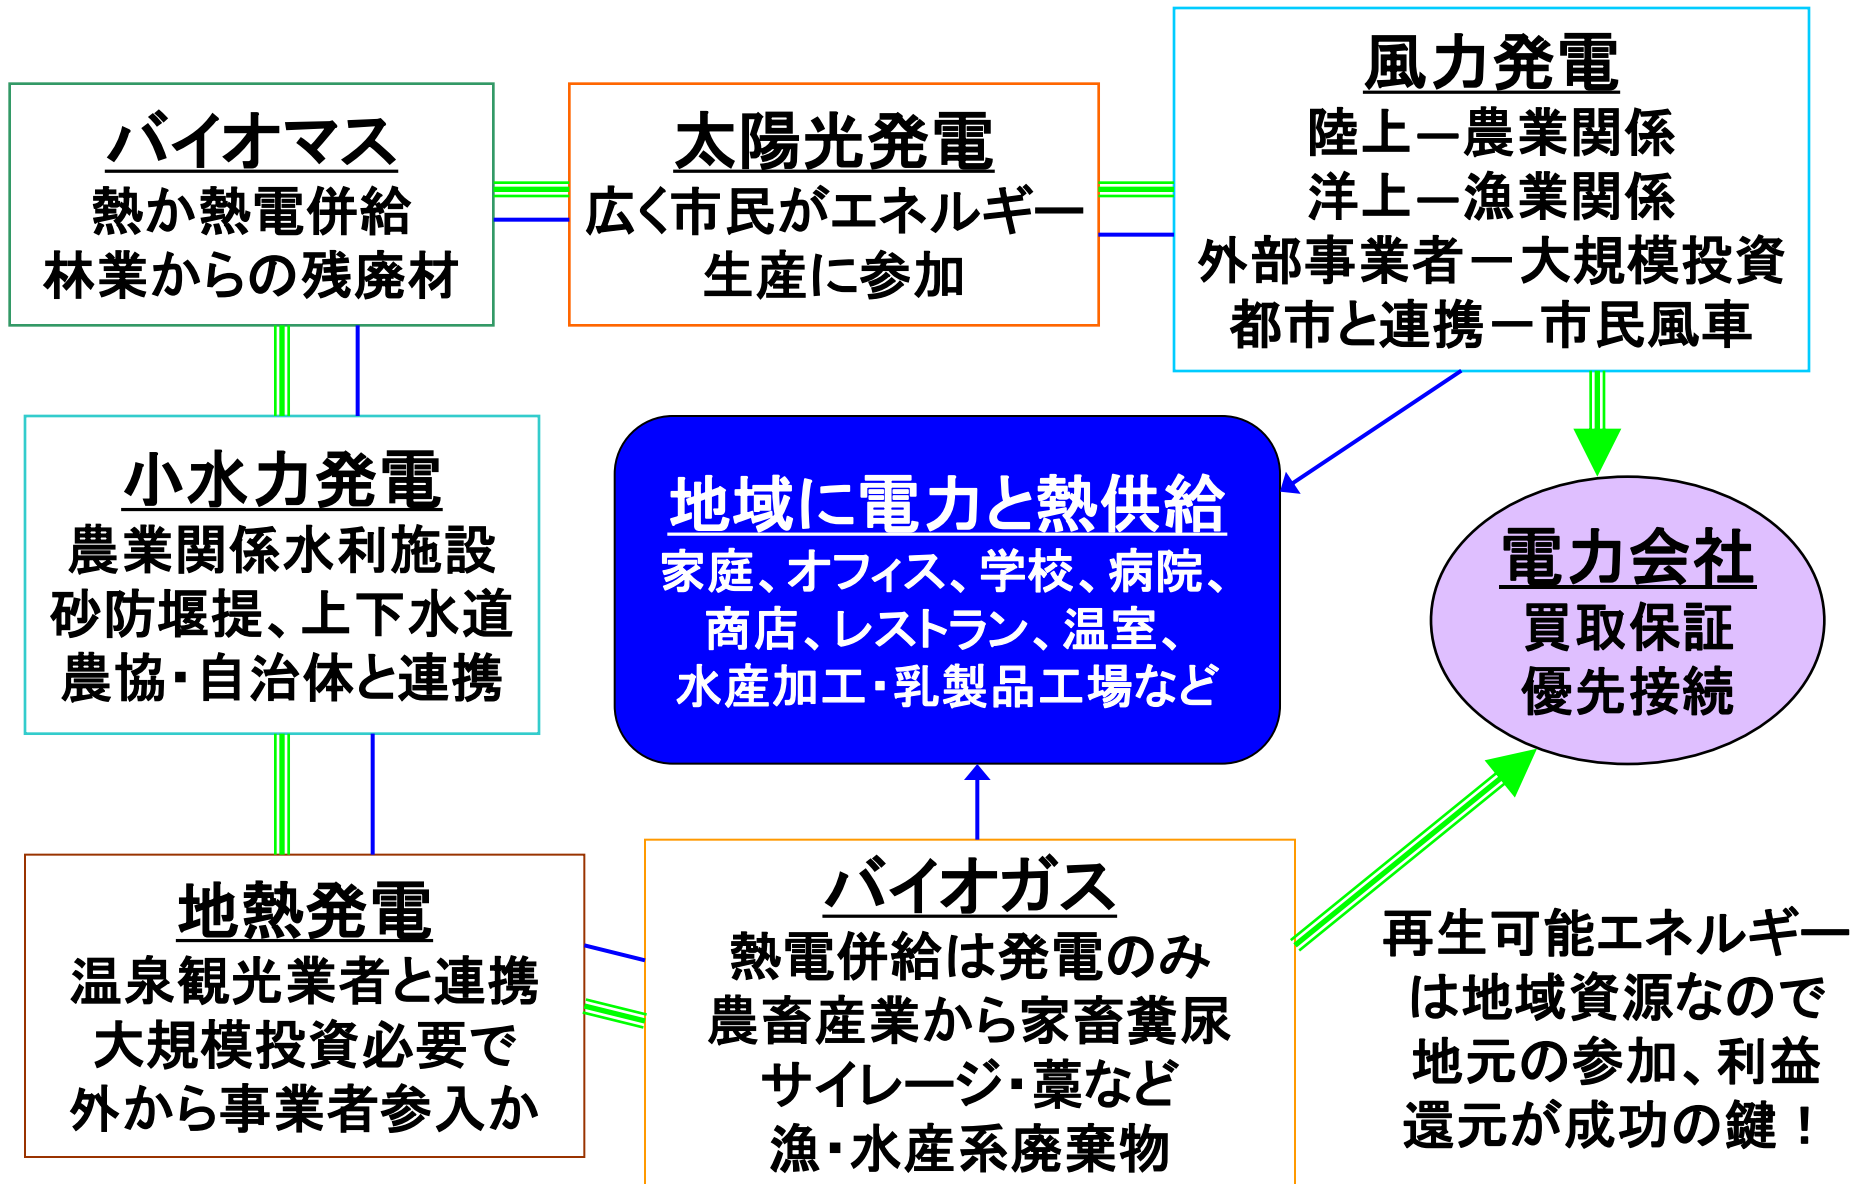 バイオマス
熱か熱電併給
林業からの残廃材
太陽光発電
広く市民がエネルギー
生産に参加
風力発電
陸上－農業関係
洋上－漁業関係
外部事業者－大規模投資
都市と連携－市民風車
小水力発電
農業関係水利施設
砂防堰提、上下水道
農協・自治体と連携
地域に電力と熱供給
家庭、オフィス、学校、病院、
商店、レストラン、温室、
水産加工・乳製品工場など
電力会社
買取保証
優先接続
地熱発電
温泉観光業者と連携
大規模投資必要で
外から事業者参入か
バイオガス
熱電併給は発電のみ
農畜産業から家畜糞尿
サイレージ・藁など
漁・水産系廃棄物
再生可能エネルギー
は地域資源なので
地元の参加、利益
還元が成功の鍵！